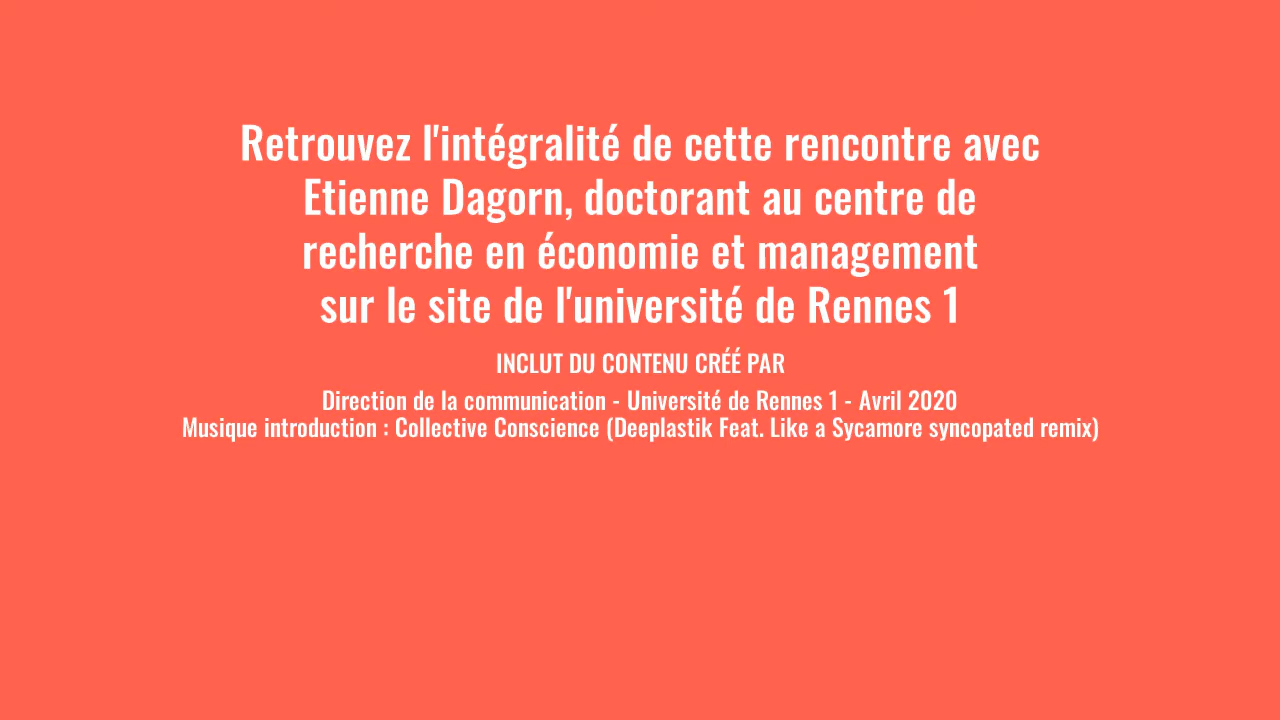 Retrouvez l'intégralité de cette rencontre avec
Etienne Dagorn, doctorant au centre de
recherche en économie et management
sur le site de l'université de Rennes 1
INCLUT DU CONTENU CRÉÉ PAR
Direction de la communication - Université de Rennes 1 - Avril 2020
Musique introduction : Collective Conscience (Deeplastik Feat. Like a Sycamore syncopated remix)